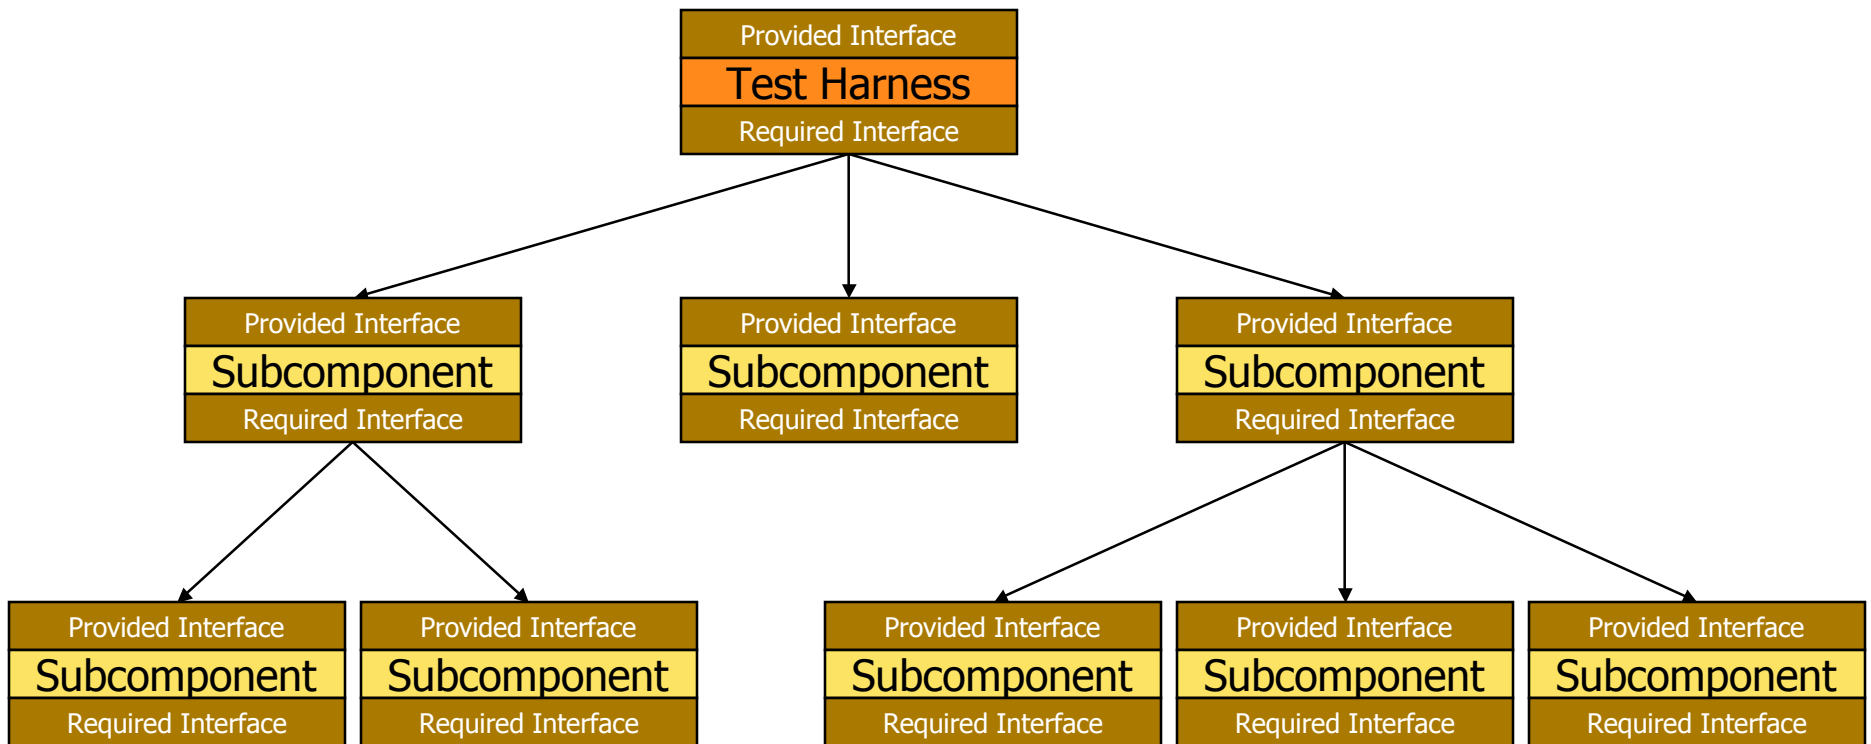 Provided Interface
Test Harness
Required Interface
Provided Interface
Subcomponent
Required Interface
Provided Interface
Subcomponent
Required Interface
Provided Interface
Subcomponent
Required Interface
Provided Interface
Subcomponent
Required Interface
Provided Interface
Subcomponent
Required Interface
Provided Interface
Subcomponent
Required Interface
Provided Interface
Subcomponent
Required Interface
Provided Interface
Subcomponent
Required Interface